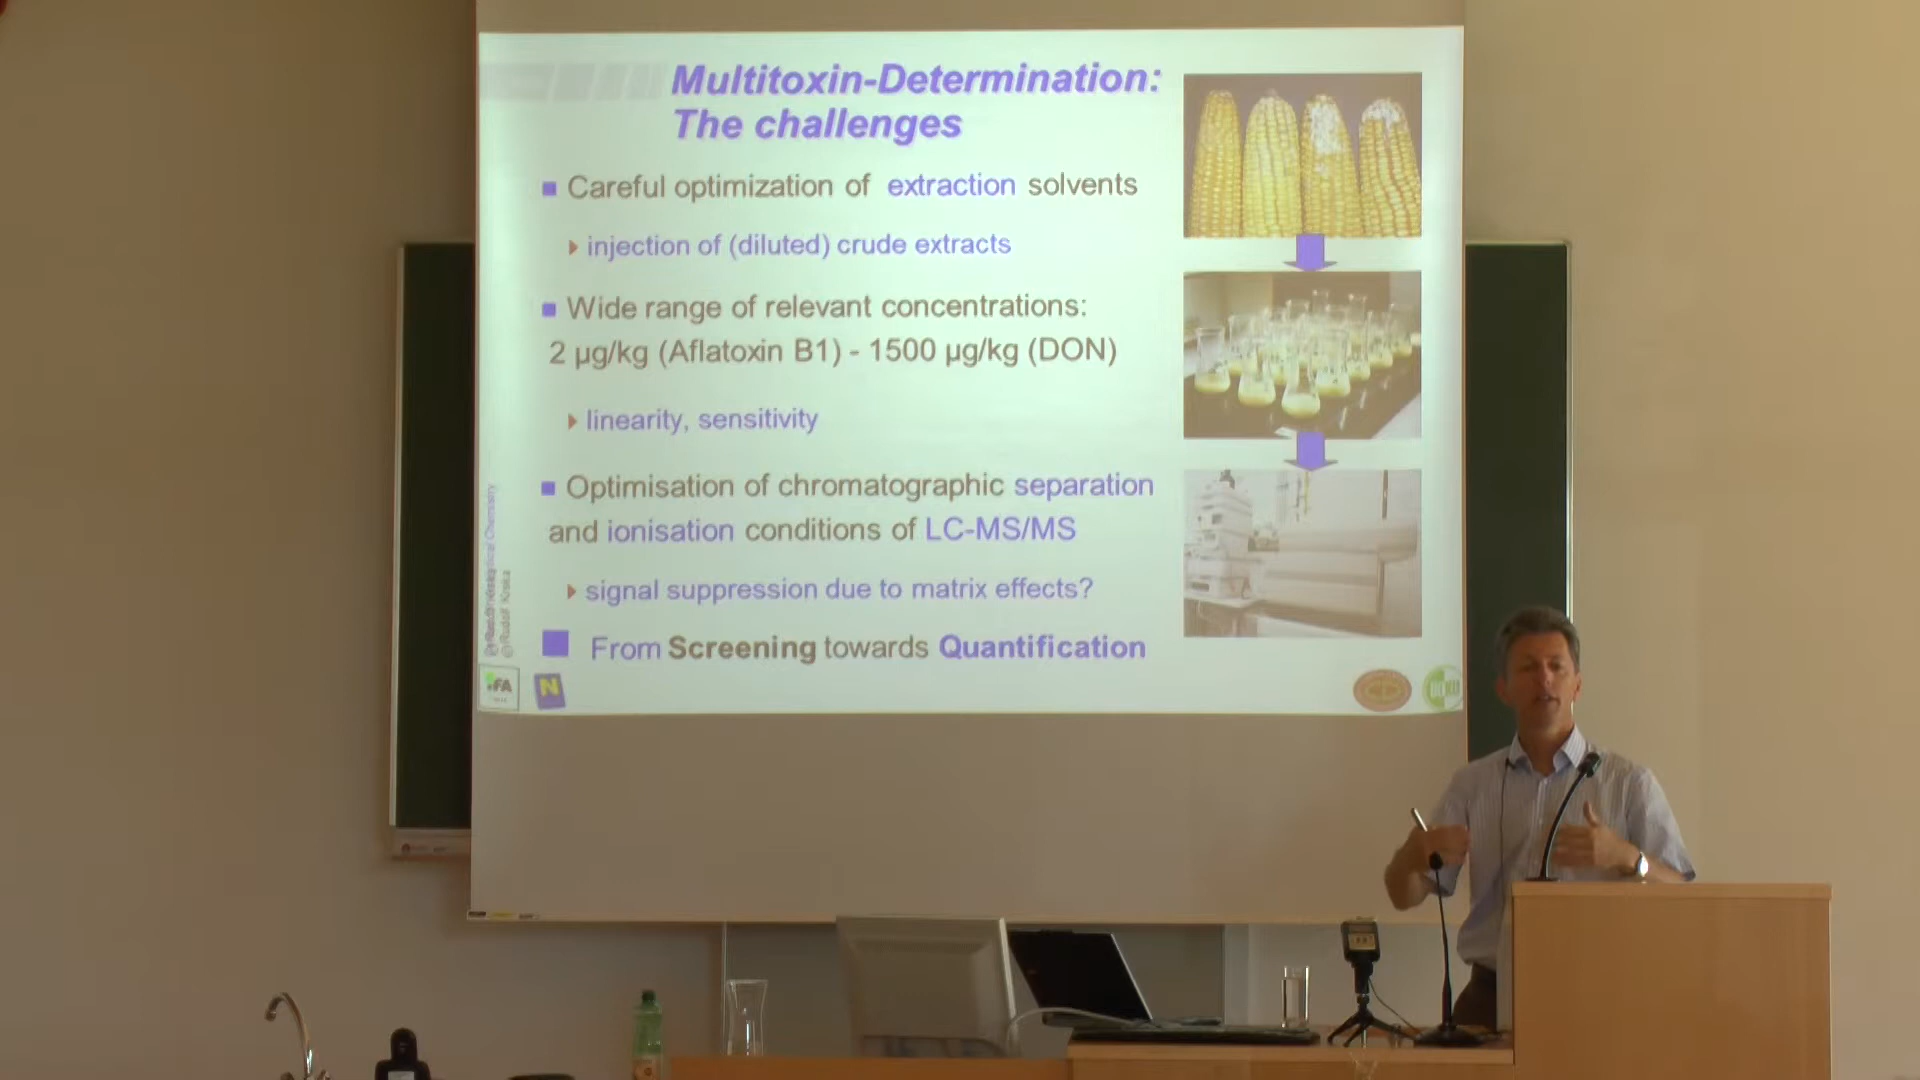 Multitoxin-Determination:
The challenges
Careful optimization of extraction solvents
injection of (diluted) crude extracts
Wide range of relevant concentrations:
2 µg/kg (Aflatoxin B1) - 1500 µg/kg (DON)
linearity, sensitivity
Optimisation of chromatographic separation
and ionisation conditions of LC-MS/MS
signal suppression due to matrix effects?
From Screening towards Quantification
Chemistry
iFA
N